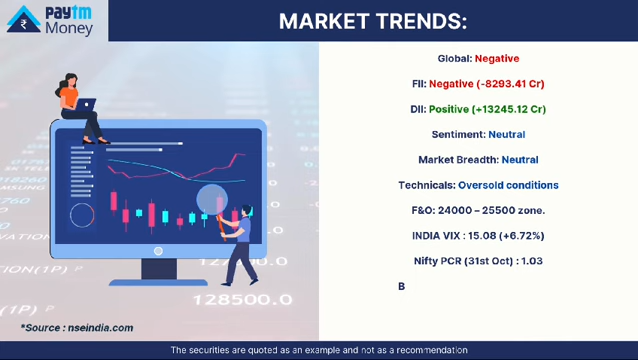 paytm
Money
MARKET TRENDS:
Global: Negative
FII: Negative (-8293.41 Cr)
DII: Positive (+13245.12 Cr)
Sentiment: Neutral
Market Breadth: Neutral
Technicals: Oversold conditions
F&O: 24000 – 25500 zone.
INDIA VIX : 15.08 (+6.72%)
Nifty PCR (31st Oct) : 1.03
B
128500.0
*Source : nseindia.com
The securities are quoted as an example and not as a recommendation